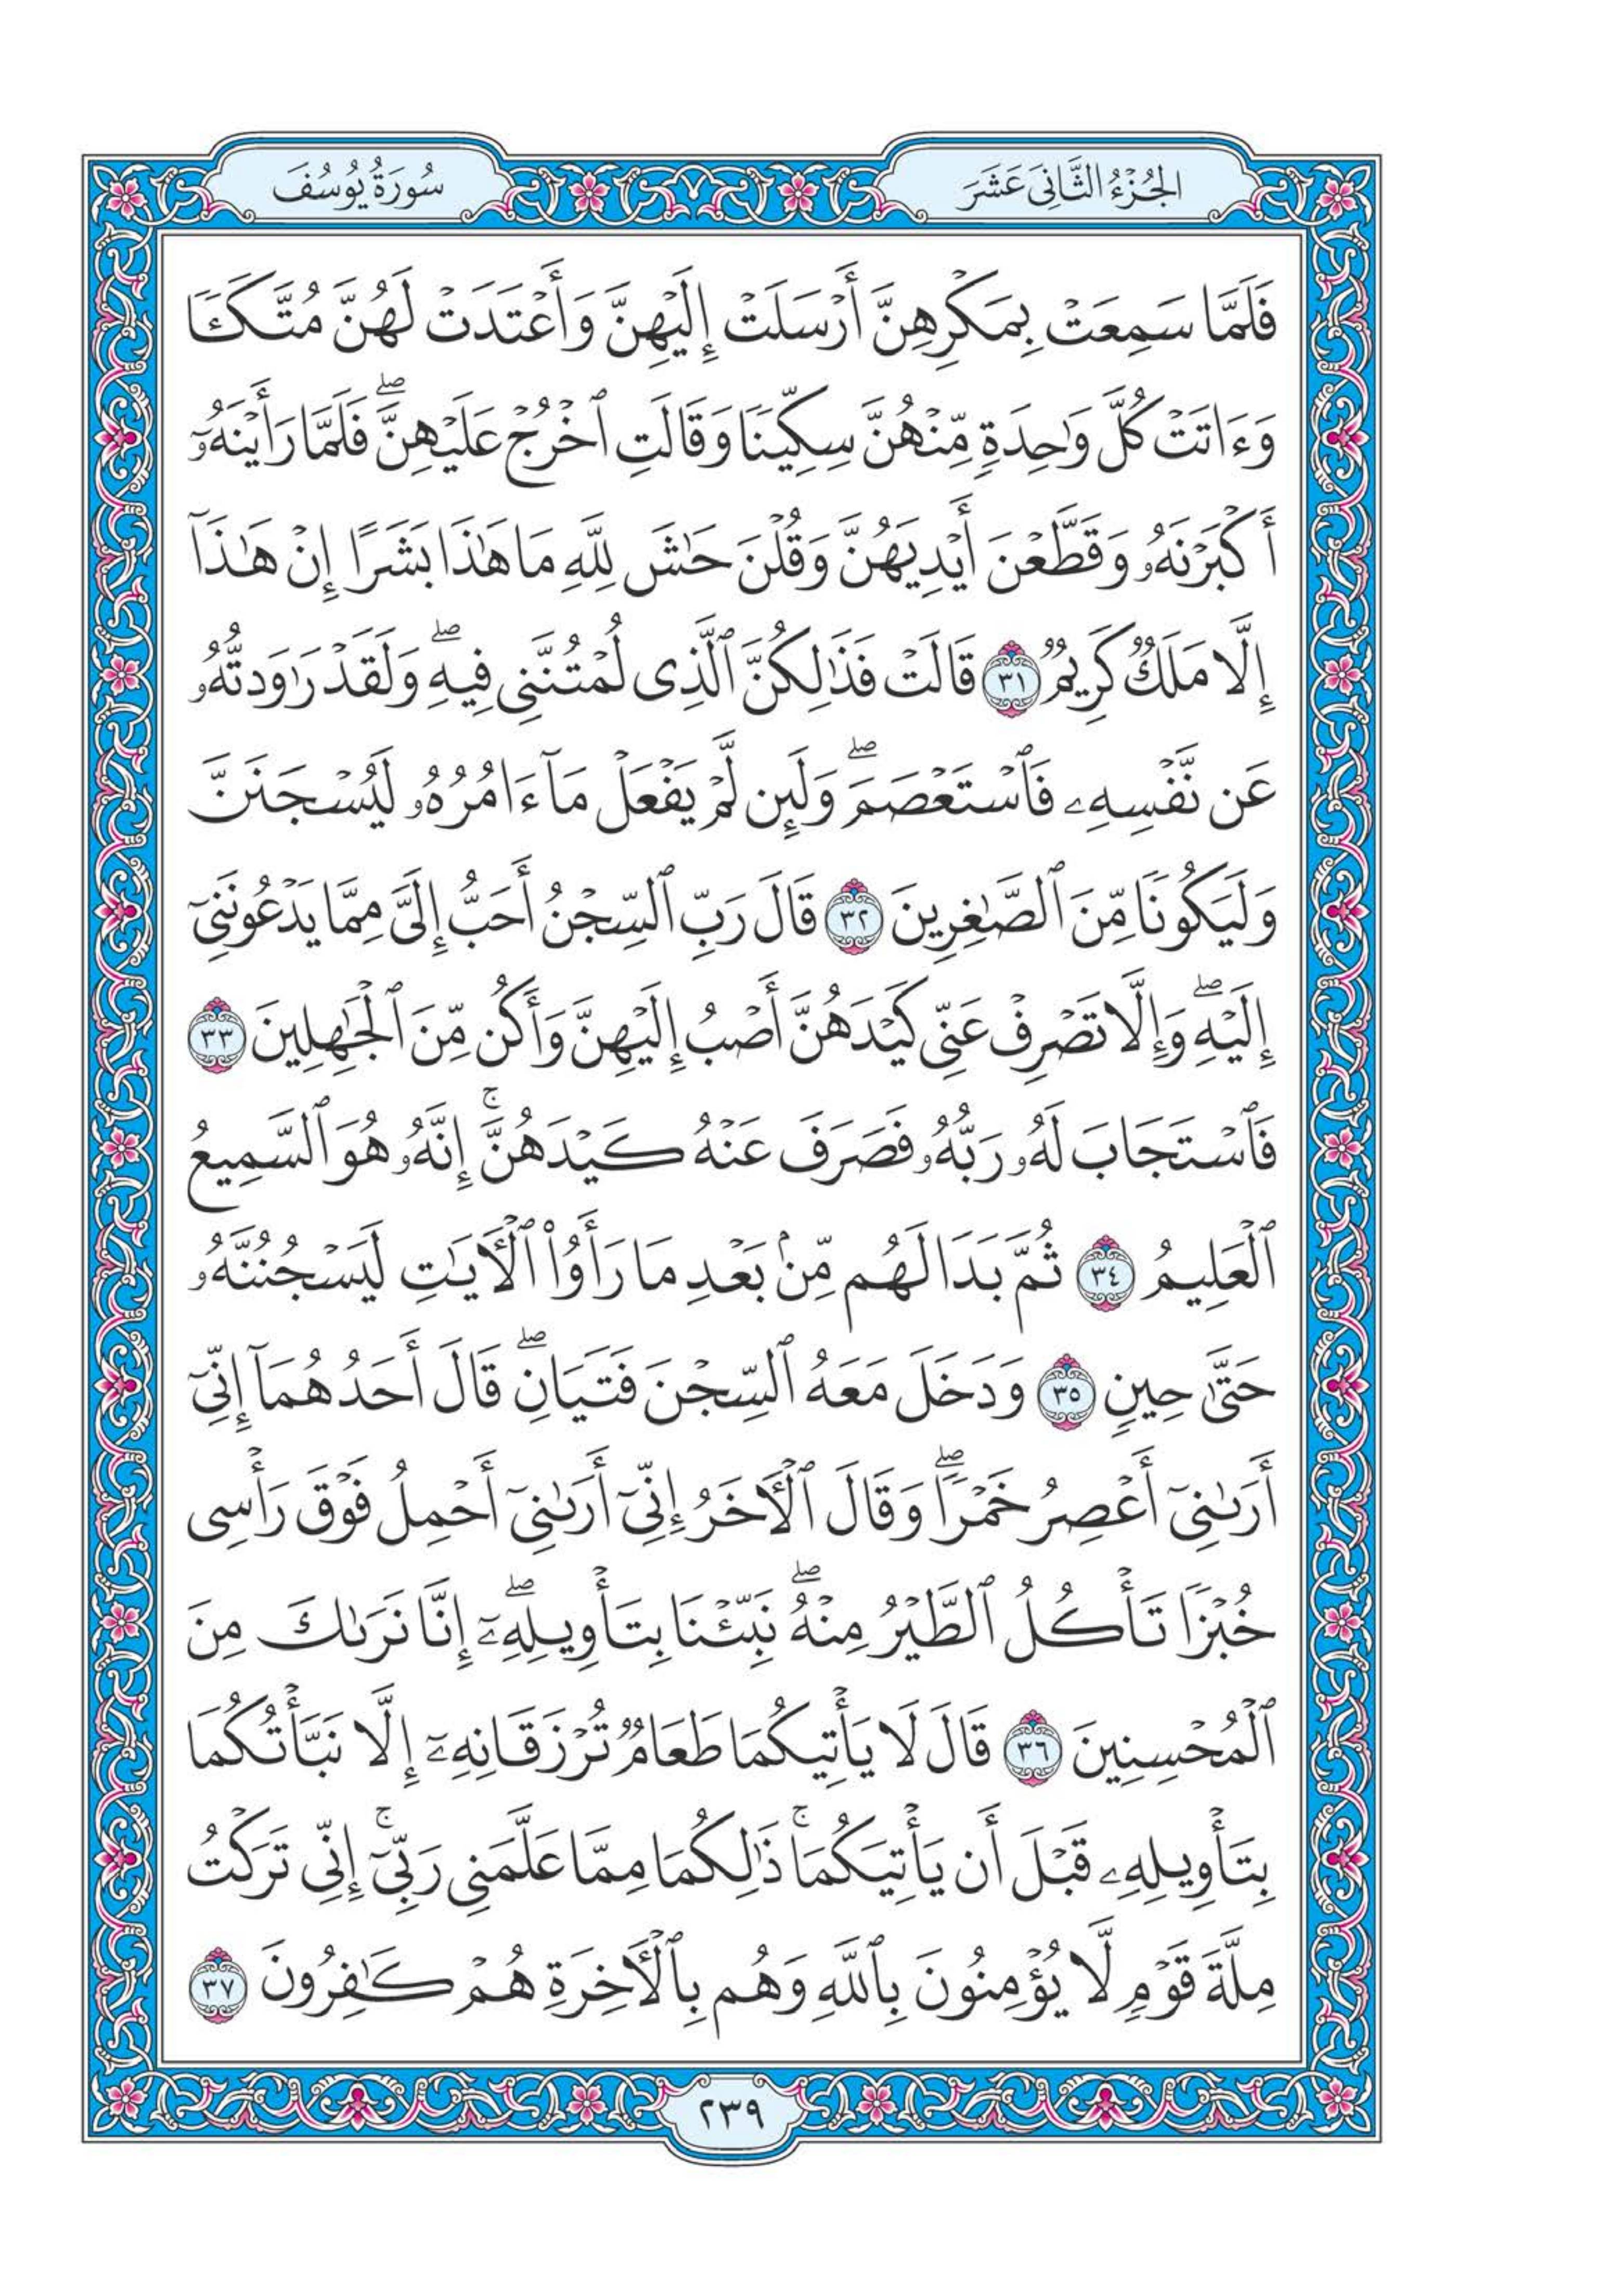 الجُزْءُ الثَّانِيَ عَشَرَ
سُورَةُ يُوسُفَ
فَلَمَّا سَمِعَتْ بِمَكْرِهِنَّ أَرْسَلَتْ إِلَيْهِنَّ وَأَعْتَدَتْ لَهُنَّ مُتَّكَـًٔا
وَءَاتَتْ كُلَّ وَٰحِدَةٍ مِّنْهُنَّ سِكِّينًا وَقَالَتِ ٱخْرُجْ عَلَيْهِنَّۖ فَلَمَّا رَأَيْنَهُۥٓ
أَكْبَرْنَهُۥ وَقَطَّعْنَ أَيْدِيَهُنَّ وَقُلْنَ حَٰشَ لِلَّهِ مَا هَٰذَا بَشَرًا إِنْ هَٰذَآ
إِلَّا مَلَكٌ كَرِيمٌ ٣١ قَالَتْ فَذَٰلِكُنَّ ٱلَّذِى لُمْتُنَّنِى فِيهِۖ وَلَقَدْ رَٰوَدتُّهُۥ
عَن نَّفْسِهِۦ فَٱسْتَعْصَمَۖ وَلَئِن لَّمْ يَفْعَلْ مَآ ءَامُرُهُۥ لَيُسْجَنَنَّ
وَلَيَكُونًا مِّنَ ٱلصَّٰغِرِينَ ٣٢ قَالَ رَبِّ ٱلسِّجْنُ أَحَبُّ إِلَىَّ مِمَّا يَدْعُونَنِىٓ
إِلَيْهِۖ وَإِلَّا تَصْرِفْ عَنِّى كَيْدَهُنَّ أَصْبُ إِلَيْهِنَّ وَأَكُن مِّنَ ٱلْجَٰهِلِينَ ٣٣
فَٱسْتَجَابَ لَهُۥ رَبُّهُۥ فَصَرَفَ عَنْهُ كَيْدَهُنَّۚ إِنَّهُۥ هُوَ ٱلسَّمِيعُ
ٱلْعَلِيمُ ٣٤ ثُمَّ بَدَا لَهُم مِّنۢ بَعْدِ مَا رَأَوُا۟ ٱلْـَٔايَٰتِ لَيَسْجُنُنَّهُۥ
حَتَّىٰ حِينٍ ٣٥ وَدَخَلَ مَعَهُ ٱلسِّجْنَ فَتَيَانِۖ قَالَ أَحَدُهُمَآ إِنِّىٓ
أَرَىٰنِىٓ أَعْصِرُ خَمْرًاۖ وَقَالَ ٱلْـَٔاخَرُ إِنِّىٓ أَرَىٰنِىٓ أَحْمِلُ فَوْقَ رَأْسِى
خُبْزًا تَأْكُلُ ٱلطَّيْرُ مِنْهُۖ نَبِّئْنَا بِتَأْوِيلِهِۦٓۖ إِنَّا نَرَىٰكَ مِنَ
ٱلْمُحْسِنِينَ ٣٦ قَالَ لَا يَأْتِيكُمَا طَعَامٌ تُرْزَقَانِهِۦٓ إِلَّا نَبَّأْتُكُمَا
بِتَأْوِيلِهِۦ قَبْلَ أَن يَأْتِيَكُمَاۚ ذَٰلِكُمَا مِمَّا عَلَّمَنِى رَبِّىٓۚ إِنِّى تَرَكْتُ
مِلَّةَ قَوْمٍ لَّا يُؤْمِنُونَ بِٱللَّهِ وَهُم بِٱلْـَٔاخِرَةِ هُمْ كَٰفِرُونَ ٣٧
٢٣٩